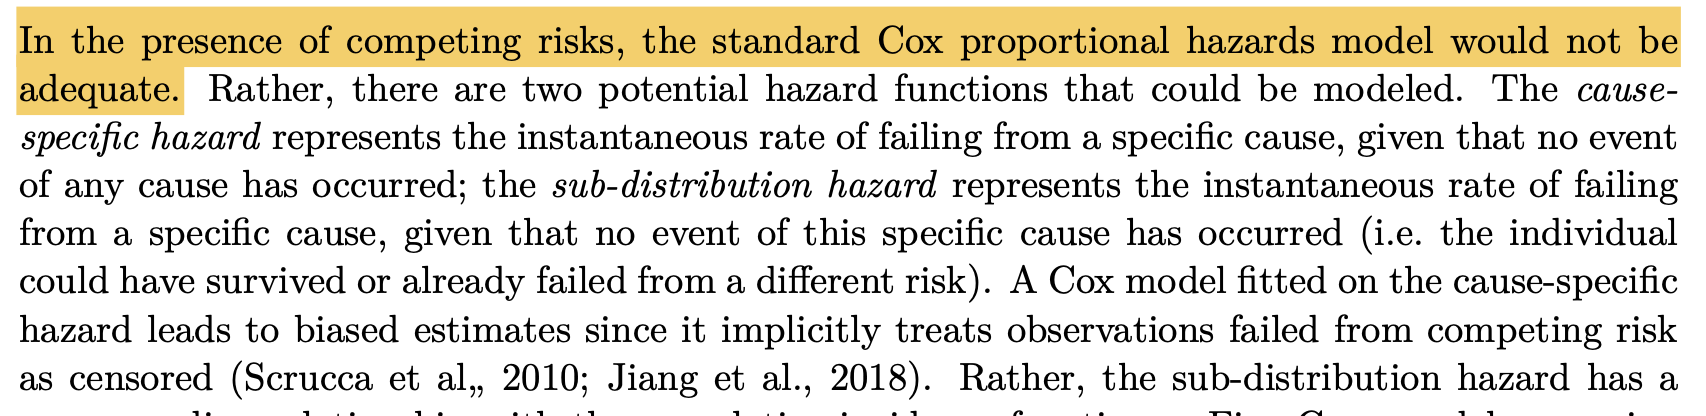 In the presence of competing risks, the standard Cox proportional hazards model would not be
adequate. Rather, there are two potential hazard functions that could be modeled. The cause-
specific hazard represents the instantaneous rate of failing from a specific cause, given that no event
of any cause has occurred; the sub-distribution hazard represents the instantaneous rate of failing
from a specific cause, given that no event of this specific cause has occurred (i.e. the individual
could have survived or already failed from a different risk). A Cox model fitted on the cause-specific
hazard leads to biased estimates since it implicitly treats observations failed from competing risk
as censored (Scrucca et al,, 2010; Jiang et al., 2018). Rather, the sub-distribution hazard has a